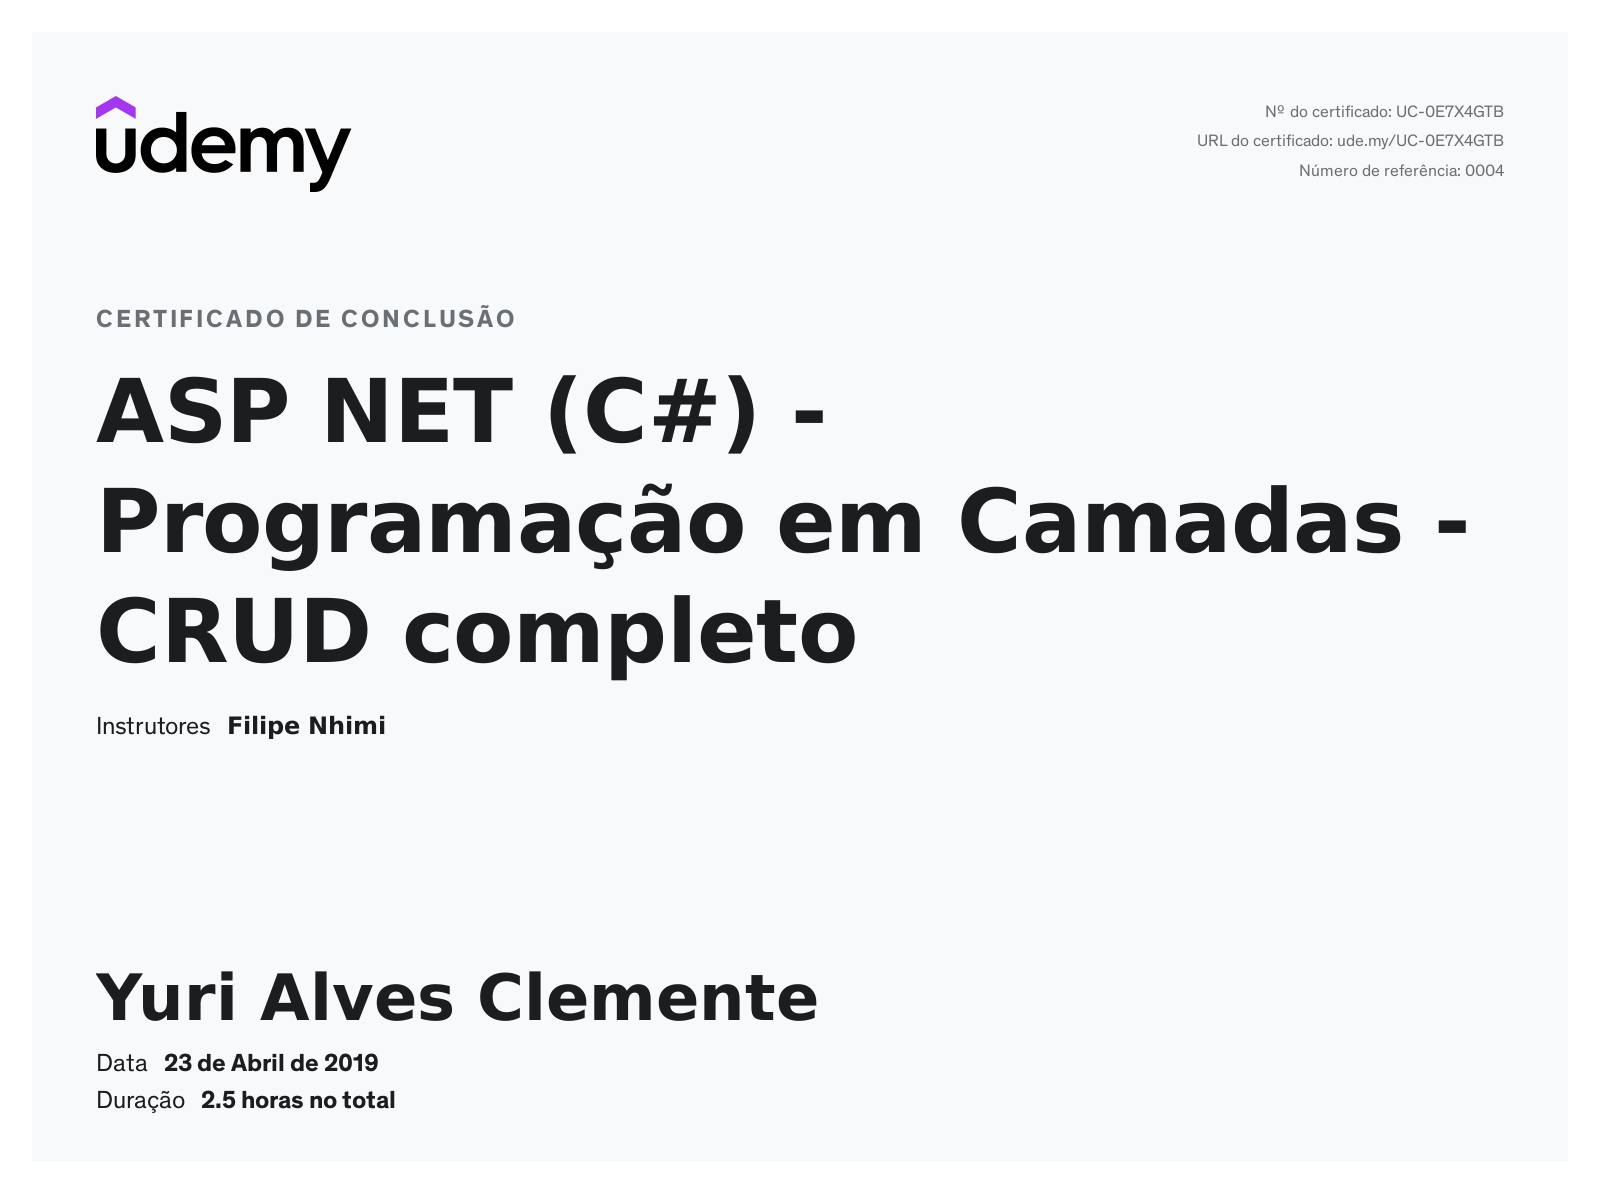 udemy
Nº do certificado: UC-0E7X4GTB
URL do certificado: ude.my/UC-0E7X4GTB
Número de referência: 0004
CERTIFICADO DE CONCLUSÃO
ASP NET (C#) -
Programação em Camadas -
CRUD completo
Instrutores Filipe Nhimi
Yuri Alves Clemente
Data 23 de Abril de 2019
Duração 2.5 horas no total